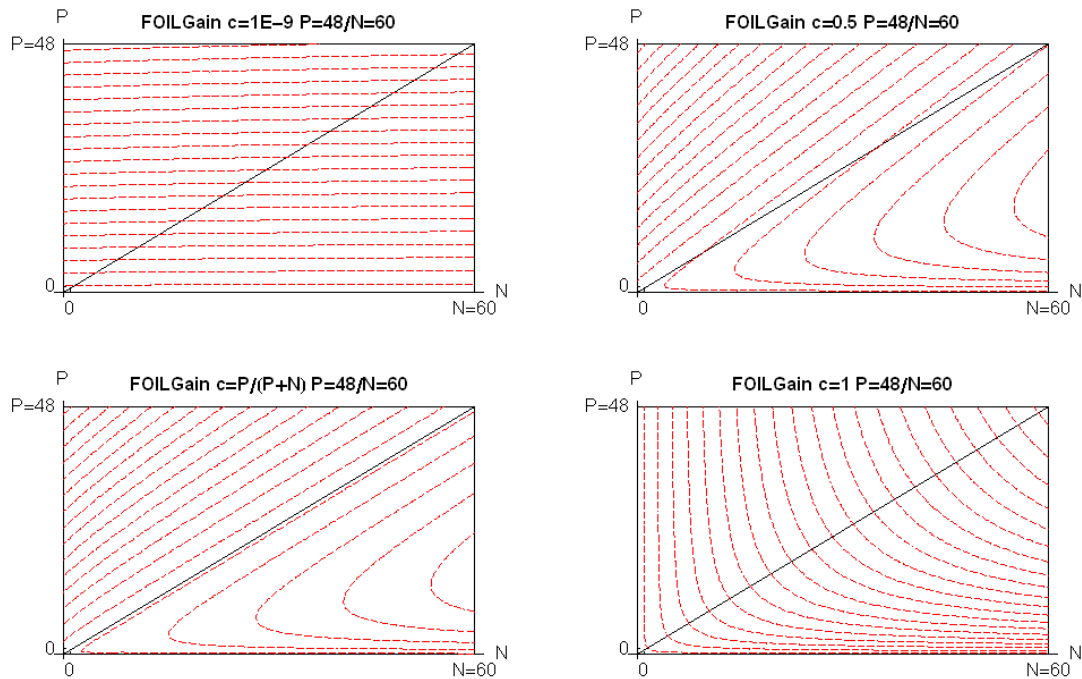 P
FOILGain c=1E-9 P=48/N=60
P=48
0
N
0
N=60
P
FOILGain c=0.5 P=48/N=60
P=48
0
N
0
N=60
P
FOILGain c=P/(P+N) P=48/N=60
P=48
0
N
0
N=60
P
FOILGain c=1 P=48/N=60
P=48
0
N
0
N=60